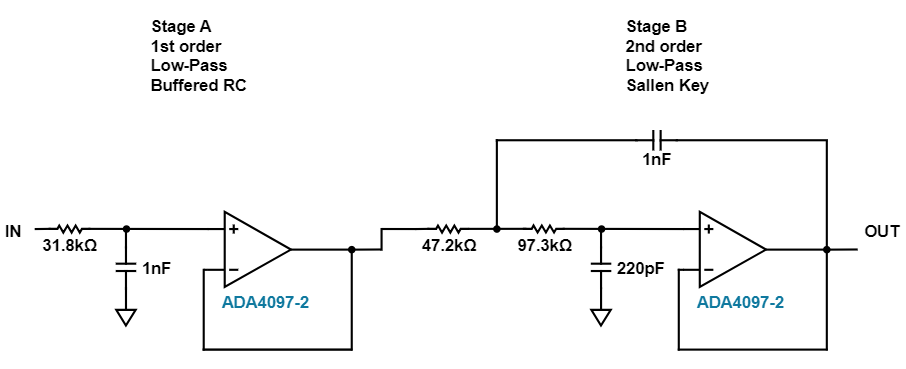 Stage A
1st order
Low-Pass
Buffered RC
Stage B
2nd order
Low-Pass
Sallen Key
1nF
IN
31.8kΩ
1nF
+
−
ADA4097-2
47.2kΩ
97.3kΩ
220pF
+
−
ADA4097-2
OUT